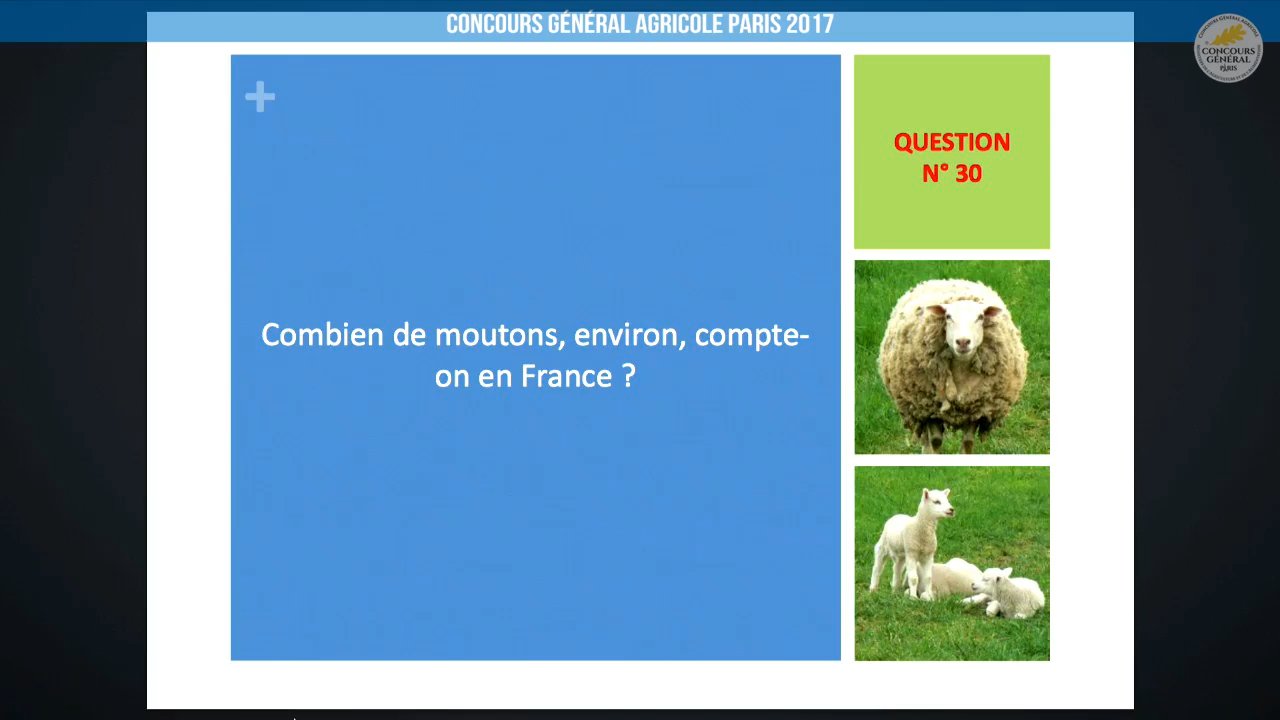 CONCOURS GÉNÉRAL AGRICOLE PARIS 2017
CONCOURS
GÉNÉRAL
PARIS
+
QUESTION
N° 30
Combien de moutons, environ, compte-
on en France ?